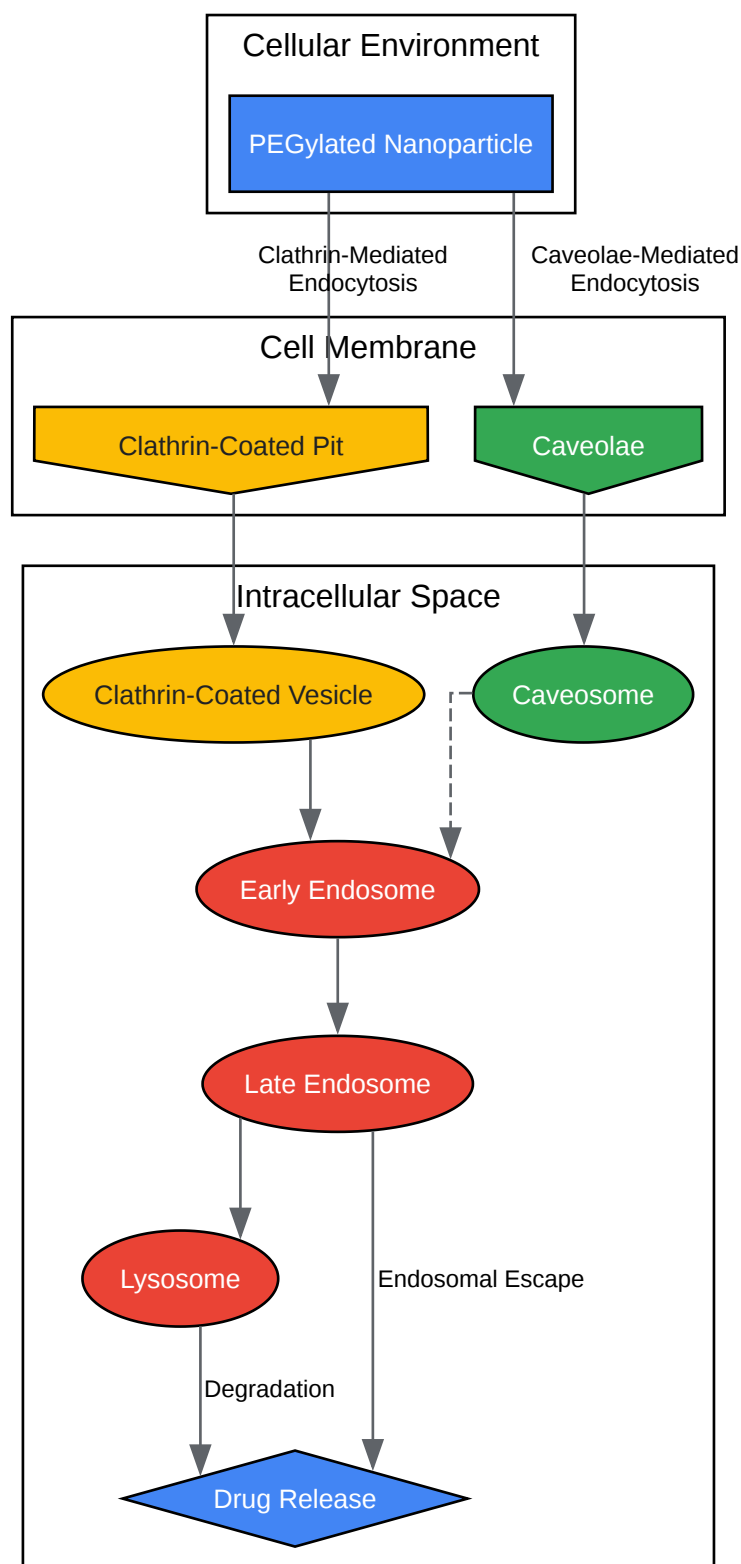 Cellular Environment
PEGylated Nanoparticle
Clathrin-Mediated
Endocytosis
Caveolae-Mediated
Endocytosis
Cell Membrane
Clathrin-Coated Pit
Caveolae
Intracellular Space
Clathrin-Coated Vesicle
Caveosome
Early Endosome
Late Endosome
Lysosome
Endosomal Escape
Degradation
Drug Release